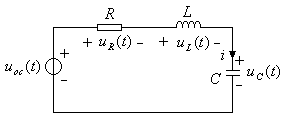 R L
+ u_R(t) − + u_L(t) −
i
+ +
u_oc(t) C u_C(t)
− −